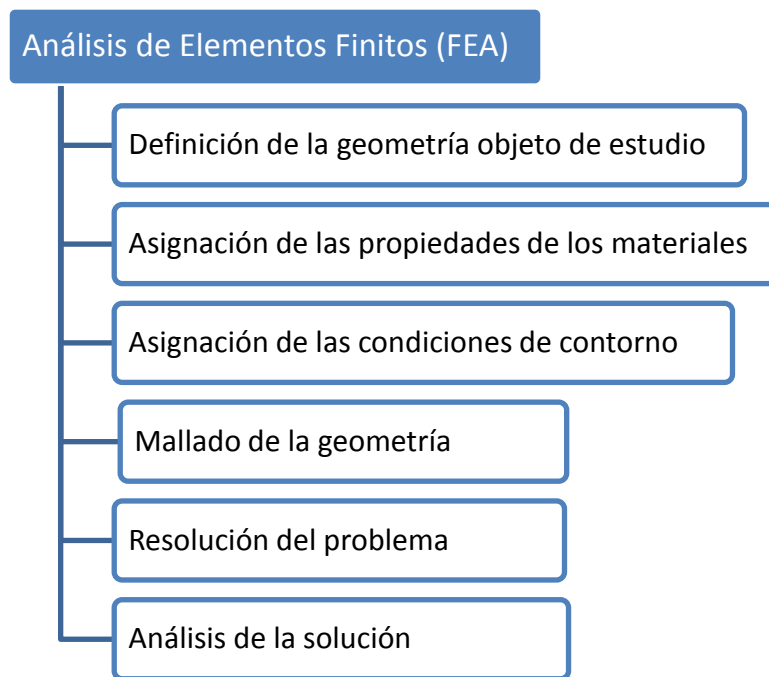 Análisis de Elementos Finitos (FEA)
Definición de la geometría objeto de estudio
Asignación de las propiedades de los materiales
Asignación de las condiciones de contorno
Mallado de la geometría
Resolución del problema
Análisis de la solución